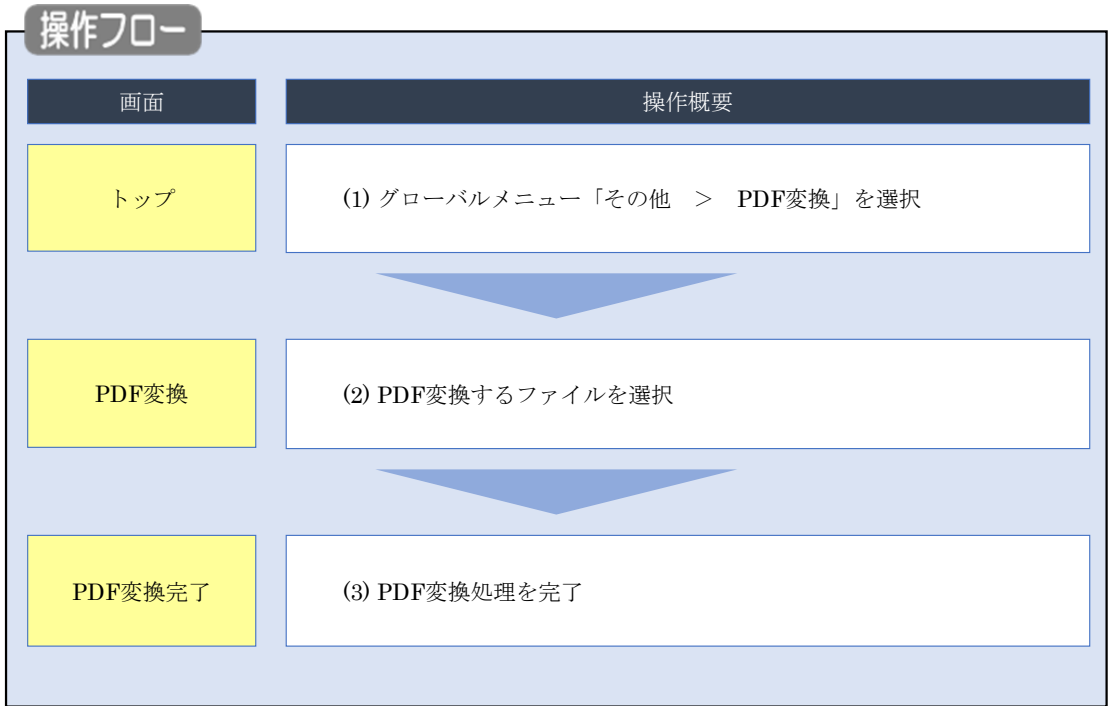 操作フロー
画面
操作概要
トップ
(1) グローバルメニュー「その他　＞　PDF変換」を選択
PDF変換
(2) PDF変換するファイルを選択
PDF変換完了
(3) PDF変換処理を完了